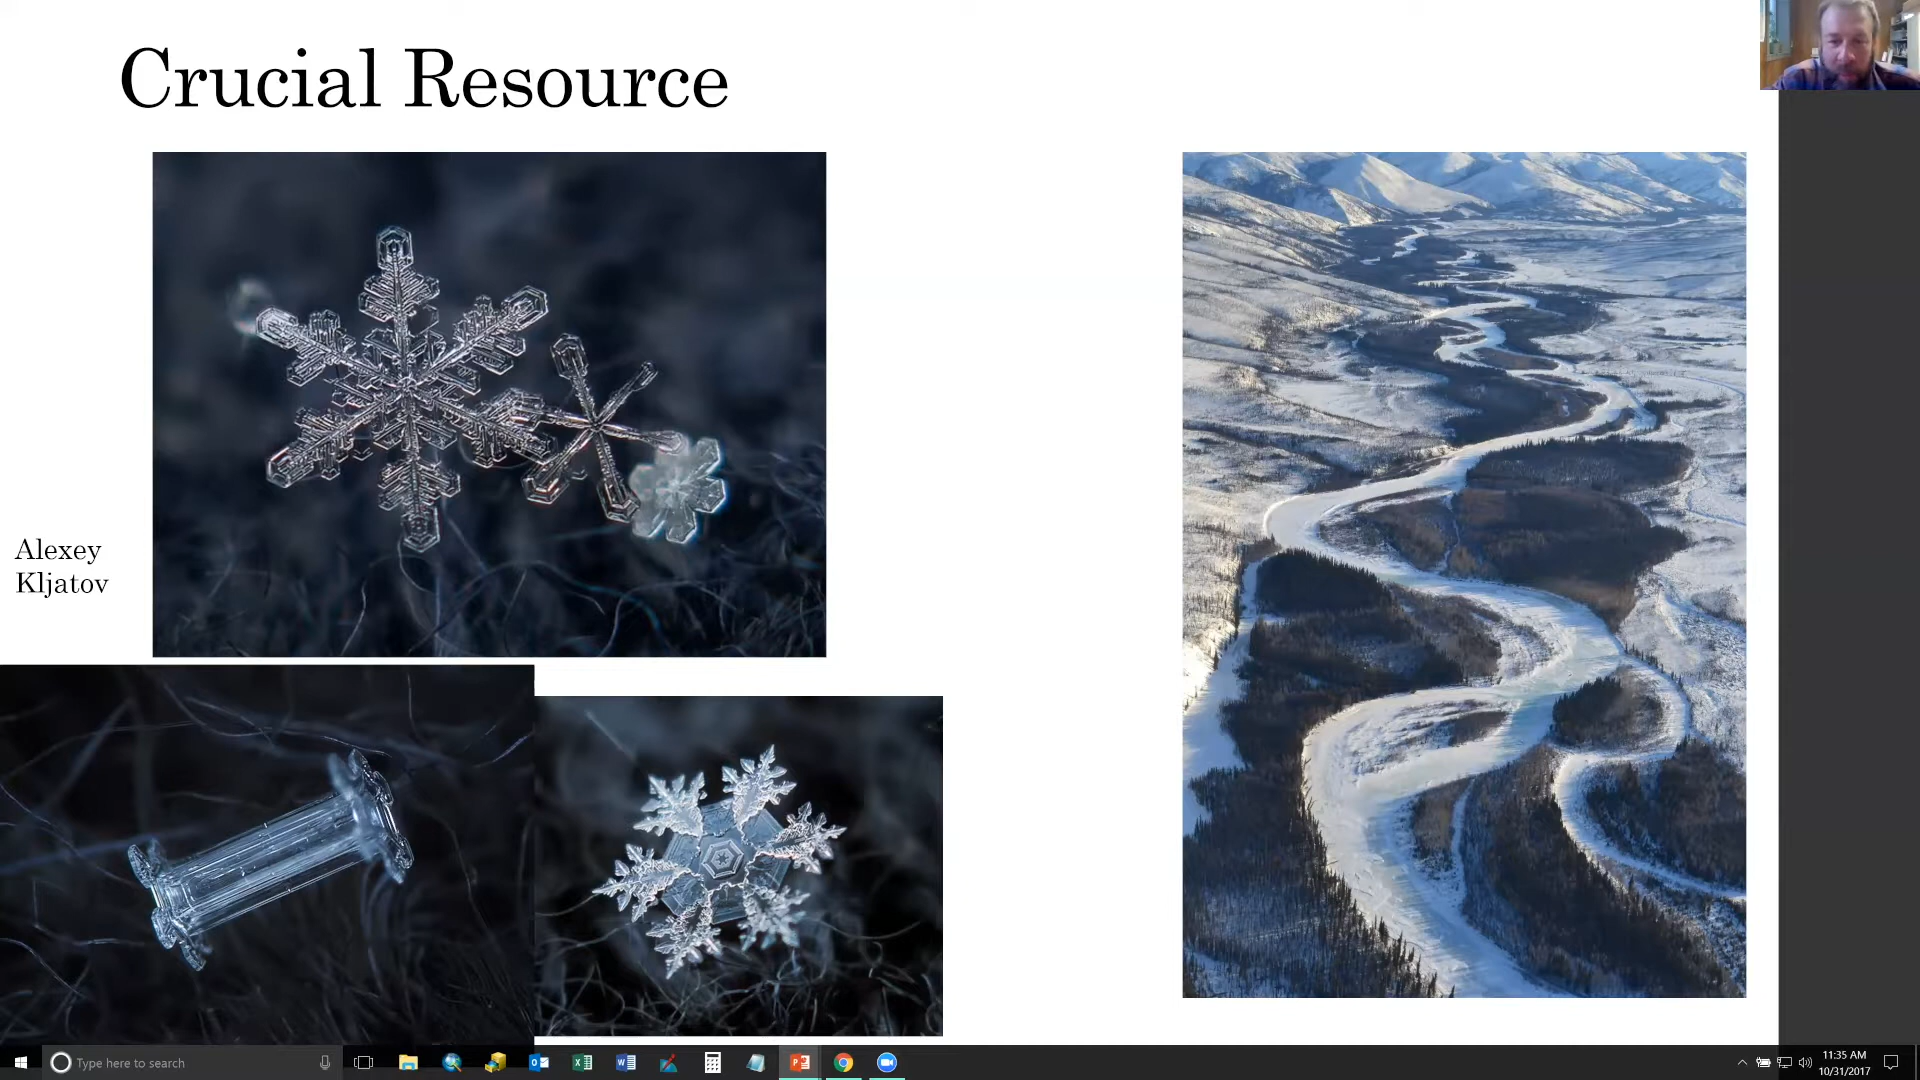 Crucial Resource
Alexey
Kljatov
Type here to search
11:35 AM
10/31/2017